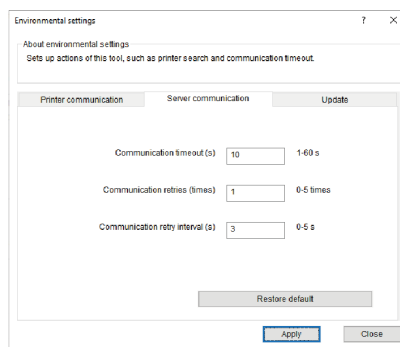 Environmental settings ? ×
About environmental settings
Sets up actions of this tool, such as printer search and communication timeout.
Printer communication Server communication Update
Communication timeout (s) 10 1-60 s
Communication retries (times) 1 0-5 times
Communication retry interval (s) 3 0-5 s
Restore default
Apply Close